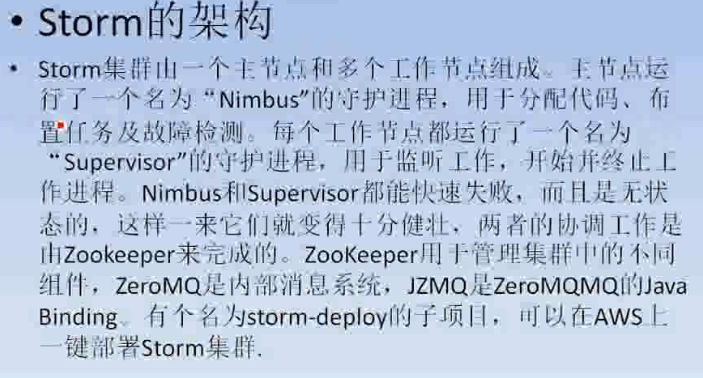 • Storm的架构
• Storm集群由一个主节点和多个工作节点组成。主节点运
行了一个名为“Nimbus”的守护进程，用于分配代码、布
置任务及故障检测。每个工作节点都运行了一个名为
“Supervisor”的守护进程，用于监听工作，开始并终止工
作进程。Nimbus和Supervisor都能快速失败，而且是无状
态的，这样一来它们就变得十分健壮，两者的协调工作是
由Zookeeper来完成的。ZooKeeper用于管理集群中的不同
组件，ZeroMQ是内部消息系统，JZMQ是ZeroMQMQ的Java
Binding。有个名为storm-deploy的子项目，可以在AWS上
一键部署Storm集群.